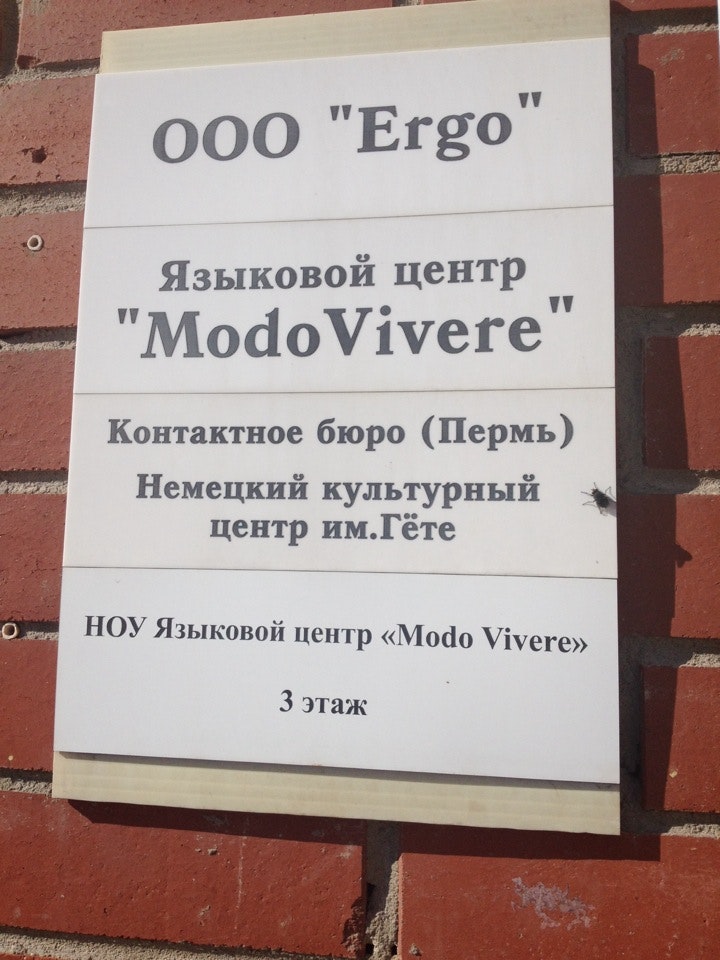 ООО "Ergo"
Языковой центр
"ModoVivere"
Контактное бюро (Пермь)
Немецкий культурный
центр им.Гёте
НОУ Языковой центр «Modo Vivere»
3 этаж